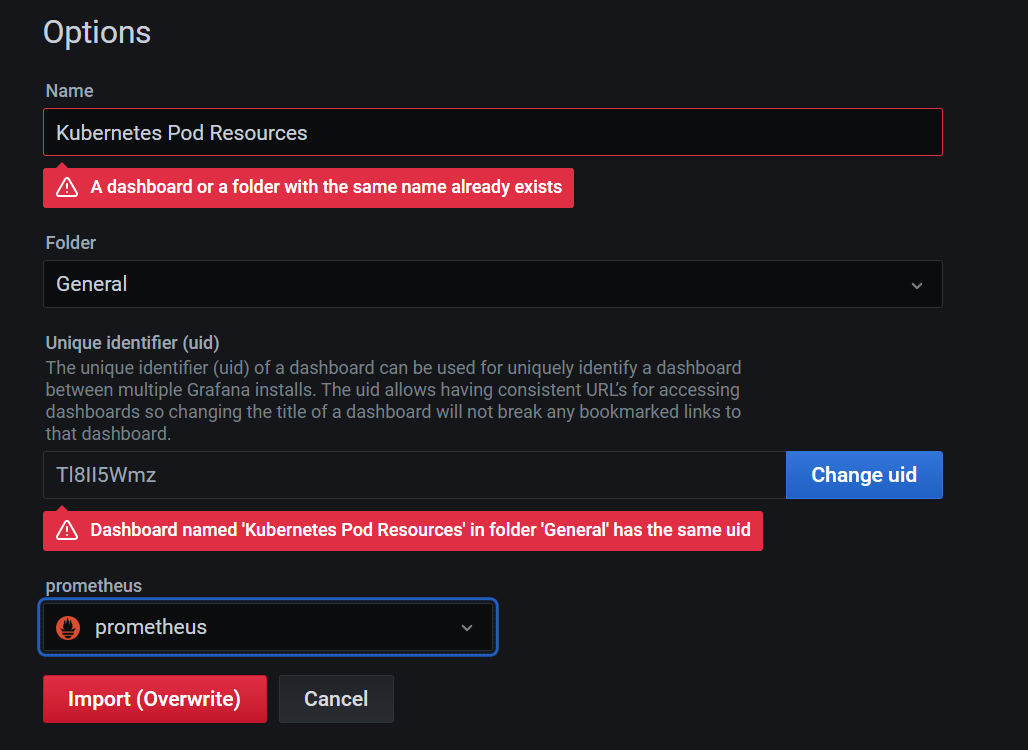 Options
Name
Kubernetes Pod Resources
A dashboard or a folder with the same name already exists
Folder
General
Unique identifier (uid)
The unique identifier (uid) of a dashboard can be used for uniquely identify a dashboard
between multiple Grafana installs. The uid allows having consistent URL's for accessing
dashboards so changing the title of a dashboard will not break any bookmarked links to
that dashboard.
Tl8II5Wmz
Change uid
Dashboard named 'Kubernetes Pod Resources' in folder 'General' has the same uid
prometheus
prometheus
Import (Overwrite)
Cancel